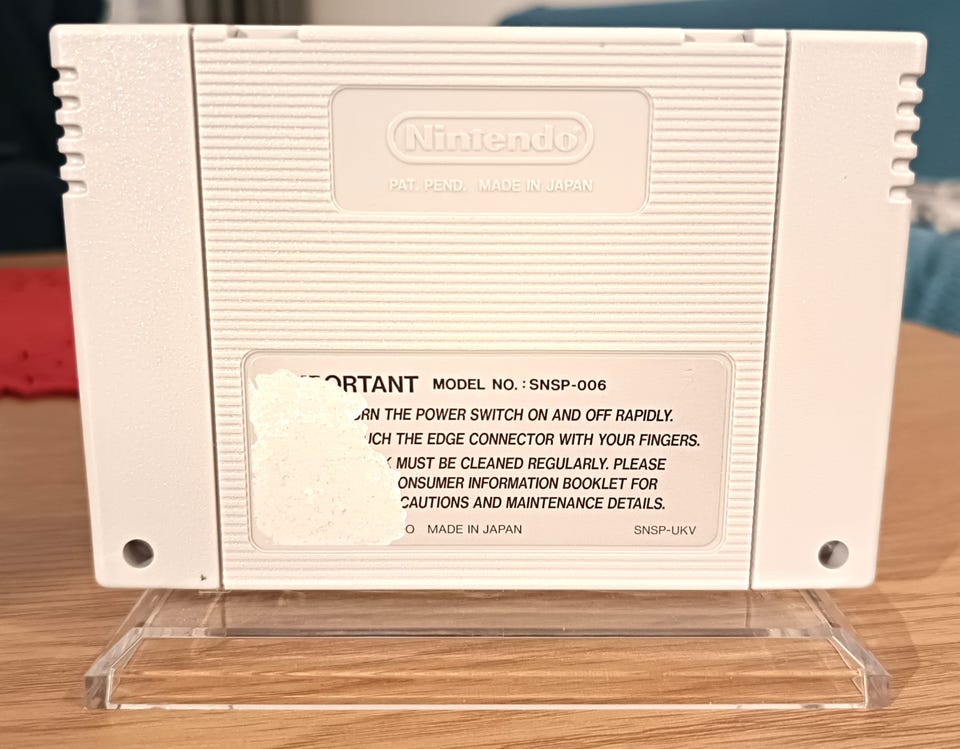 Nintendo
PAT. PEND. MADE IN JAPAN
PORTANT MODEL NO. : SNSP-006
RN THE POWER SWITCH ON AND OFF RAPIDLY.
UCH THE EDGE CONNECTOR WITH YOUR FINGERS.
K MUST BE CLEANED REGULARLY. PLEASE
ONSUMER INFORMATION BOOKLET FOR
CAUTIONS AND MAINTENANCE DETAILS.
O MADE IN JAPAN SNSP-UKV